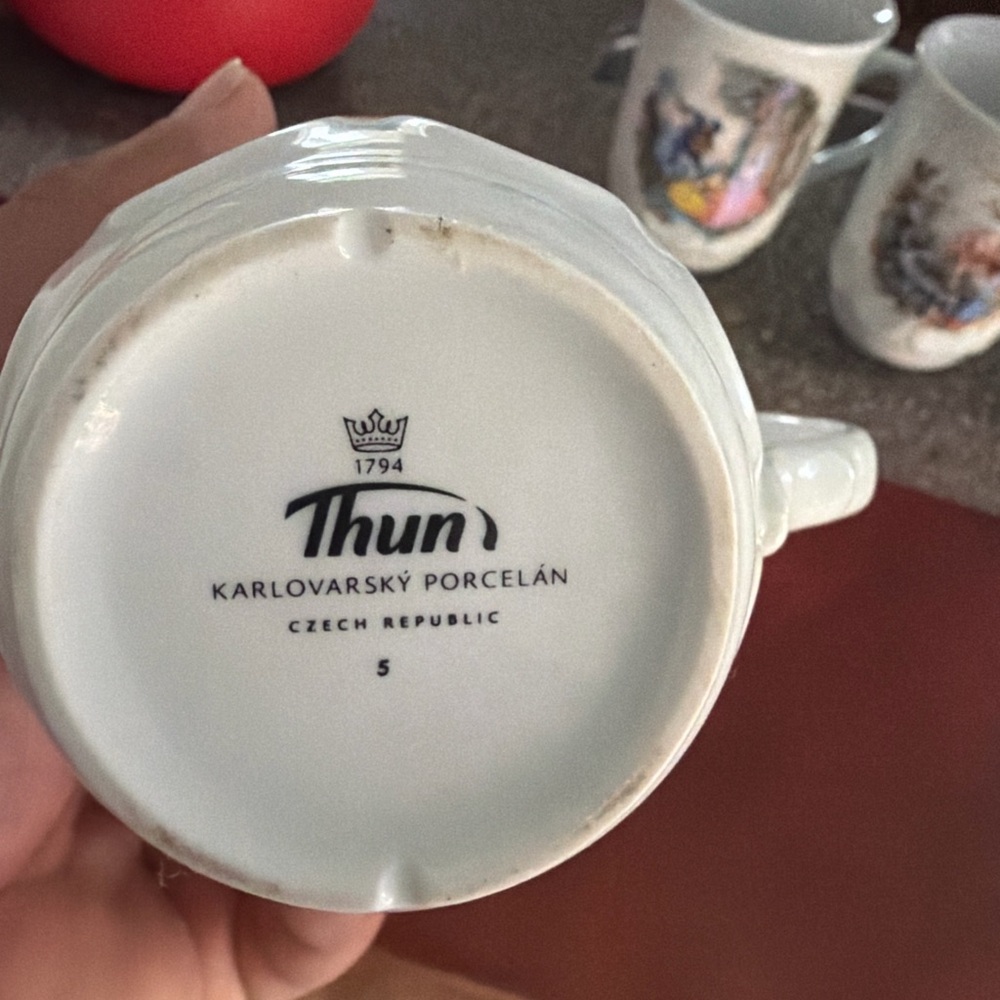 1794
Thun
KARLOVARSKÝ PORCELÁN
CZECH REPUBLIC
5